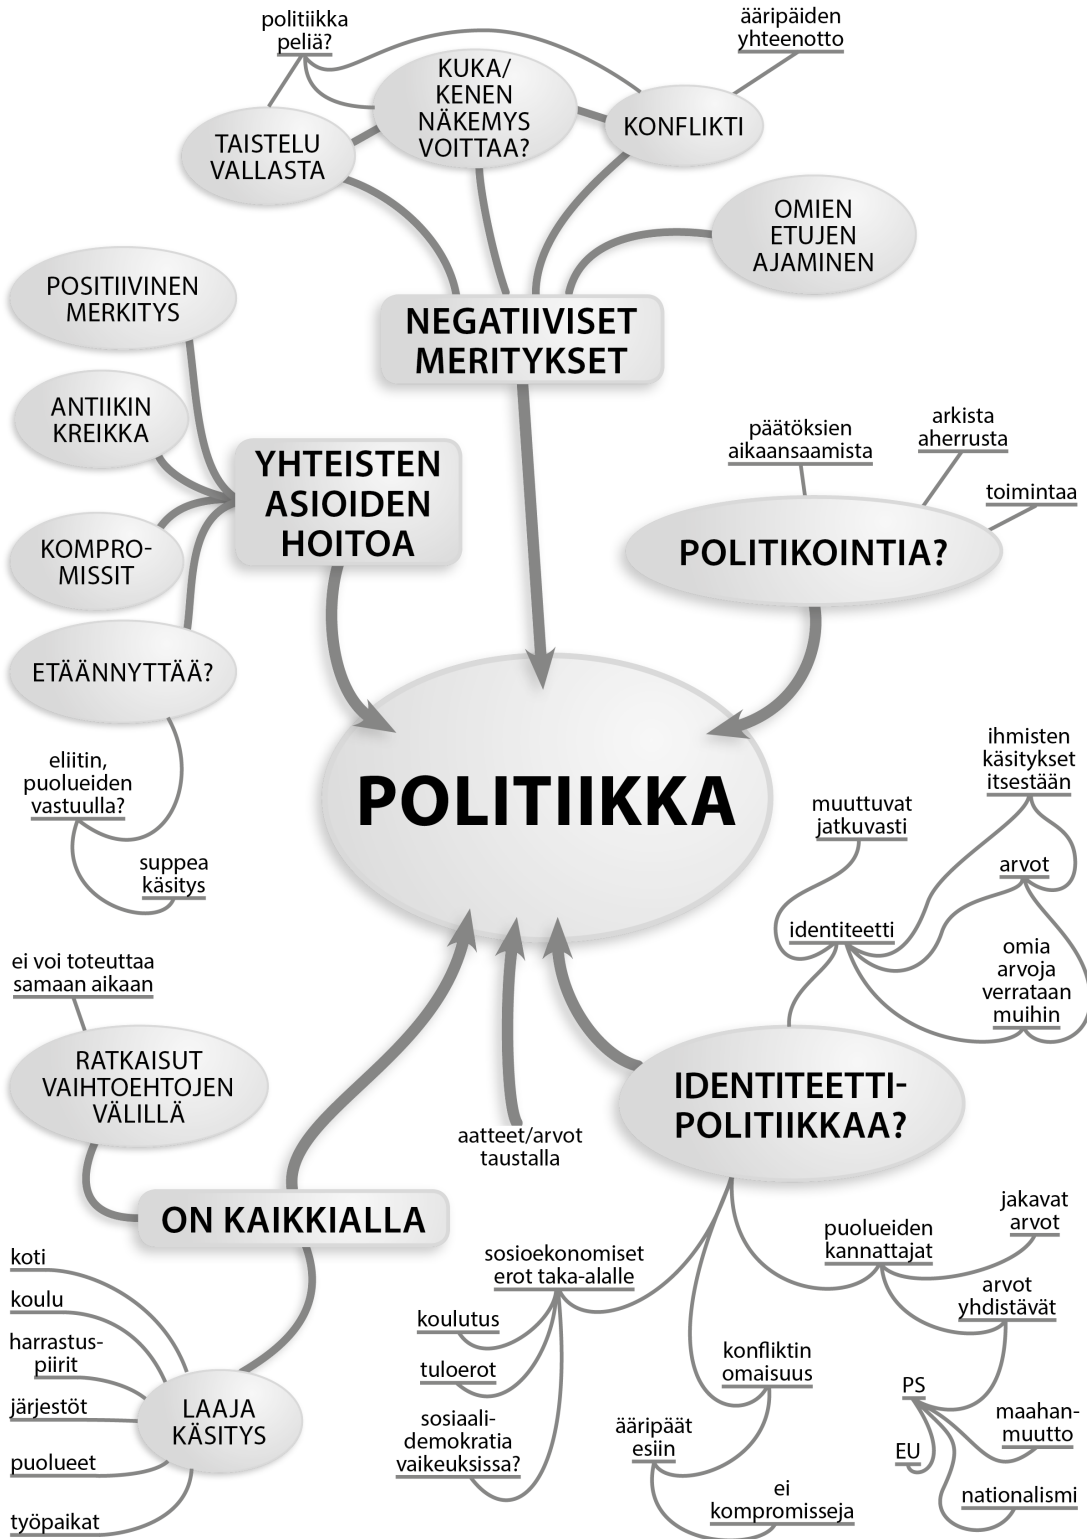 politiikka
peliä?
ääripäiden
yhteenotto
KUKA/
KENEN
NÄKEMYS
VOITTAA?
TAISTELU
VALLASTA
KONFLIKTI
OMIEN
ETUJEN
AJAMINEN
NEGATIIVISET
MERITYKSET
POSITIIVINEN
MERKITYS
ANTIIKIN
KREIKKA
KOMPRO-
MISSIT
ETÄÄNNYTTÄÄ?
YHTEISTEN
ASIOIDEN
HOITOA
eliitin,
puolueiden
vastuulla?
suppea
käsitys
päätöksien
aikaansaamista
arkista
aherrusta
toimintaa
POLITIKOINTIA?
POLITIIKKA
ihmisten
käsitykset
itsestään
muuttuvat
jatkuvasti
arvot
identiteetti
omia
arvoja
verrataan
muihin
ei voi toteuttaa
samaan aikaan
RATKAISUT
VAIHTOEHTOJEN
VÄLILLÄ
aatteet/arvot
taustalla
IDENTITEETTI-
POLITIIKKAA?
ON KAIKKIALLA
koti
koulu
harrastus-
piirit
järjestöt
puolueet
työpaikat
LAAJA
KÄSITYS
sosioekonomiset
erot taka-alalle
koulutus
tuloerot
sosiaali-
demokratia
vaikeuksissa?
konfliktin
omaisuus
ääripäät
esiin
ei
kompromisseja
puolueiden
kannattajat
jakavat
arvot
arvot
yhdistävät
PS
EU
maahan-
muutto
nationalismi